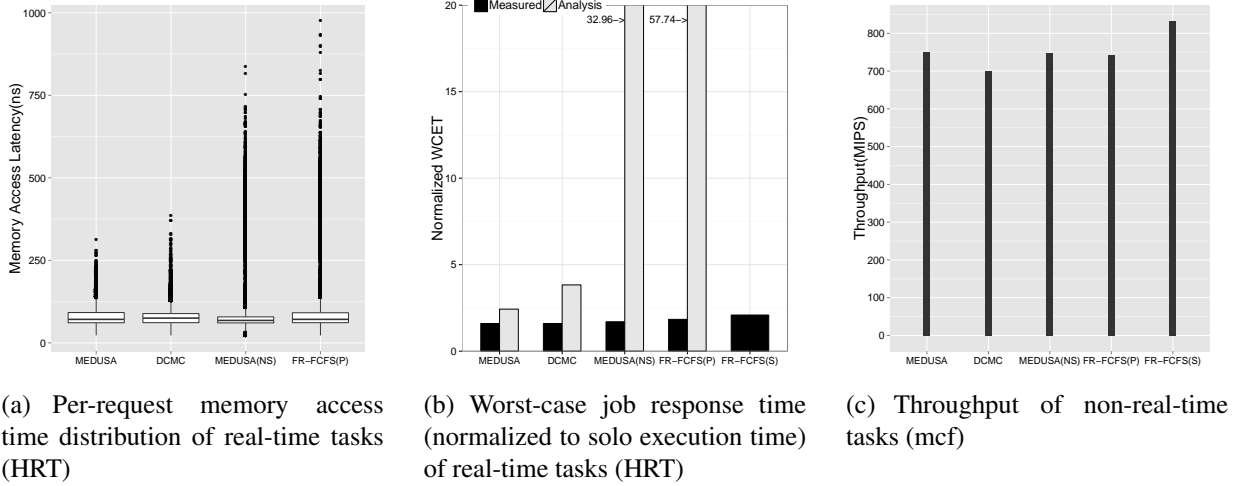 1000
750
500
250
0
Memory Access Latency(ns)
MEDUSA DCMC MEDUSA(NS) FR−FCFS(P)
Measured Analysis
20
15
10
5
0
Normalized WCET
32.96−> 57.74−>
MEDUSA DCMC MEDUSA(NS) FR−FCFS(P) FR−FCFS(S)
800
700
600
500
400
300
200
100
0
Throughput(MIPS)
MEDUSA DCMC MEDUSA(NS) FR−FCFS(P) FR−FCFS(S)
(a) Per-request memory access
time distribution of real-time tasks
(HRT)
(b) Worst-case job response time
(normalized to solo execution time)
of real-time tasks (HRT)
(c) Throughput of non-real-time
tasks (mcf)